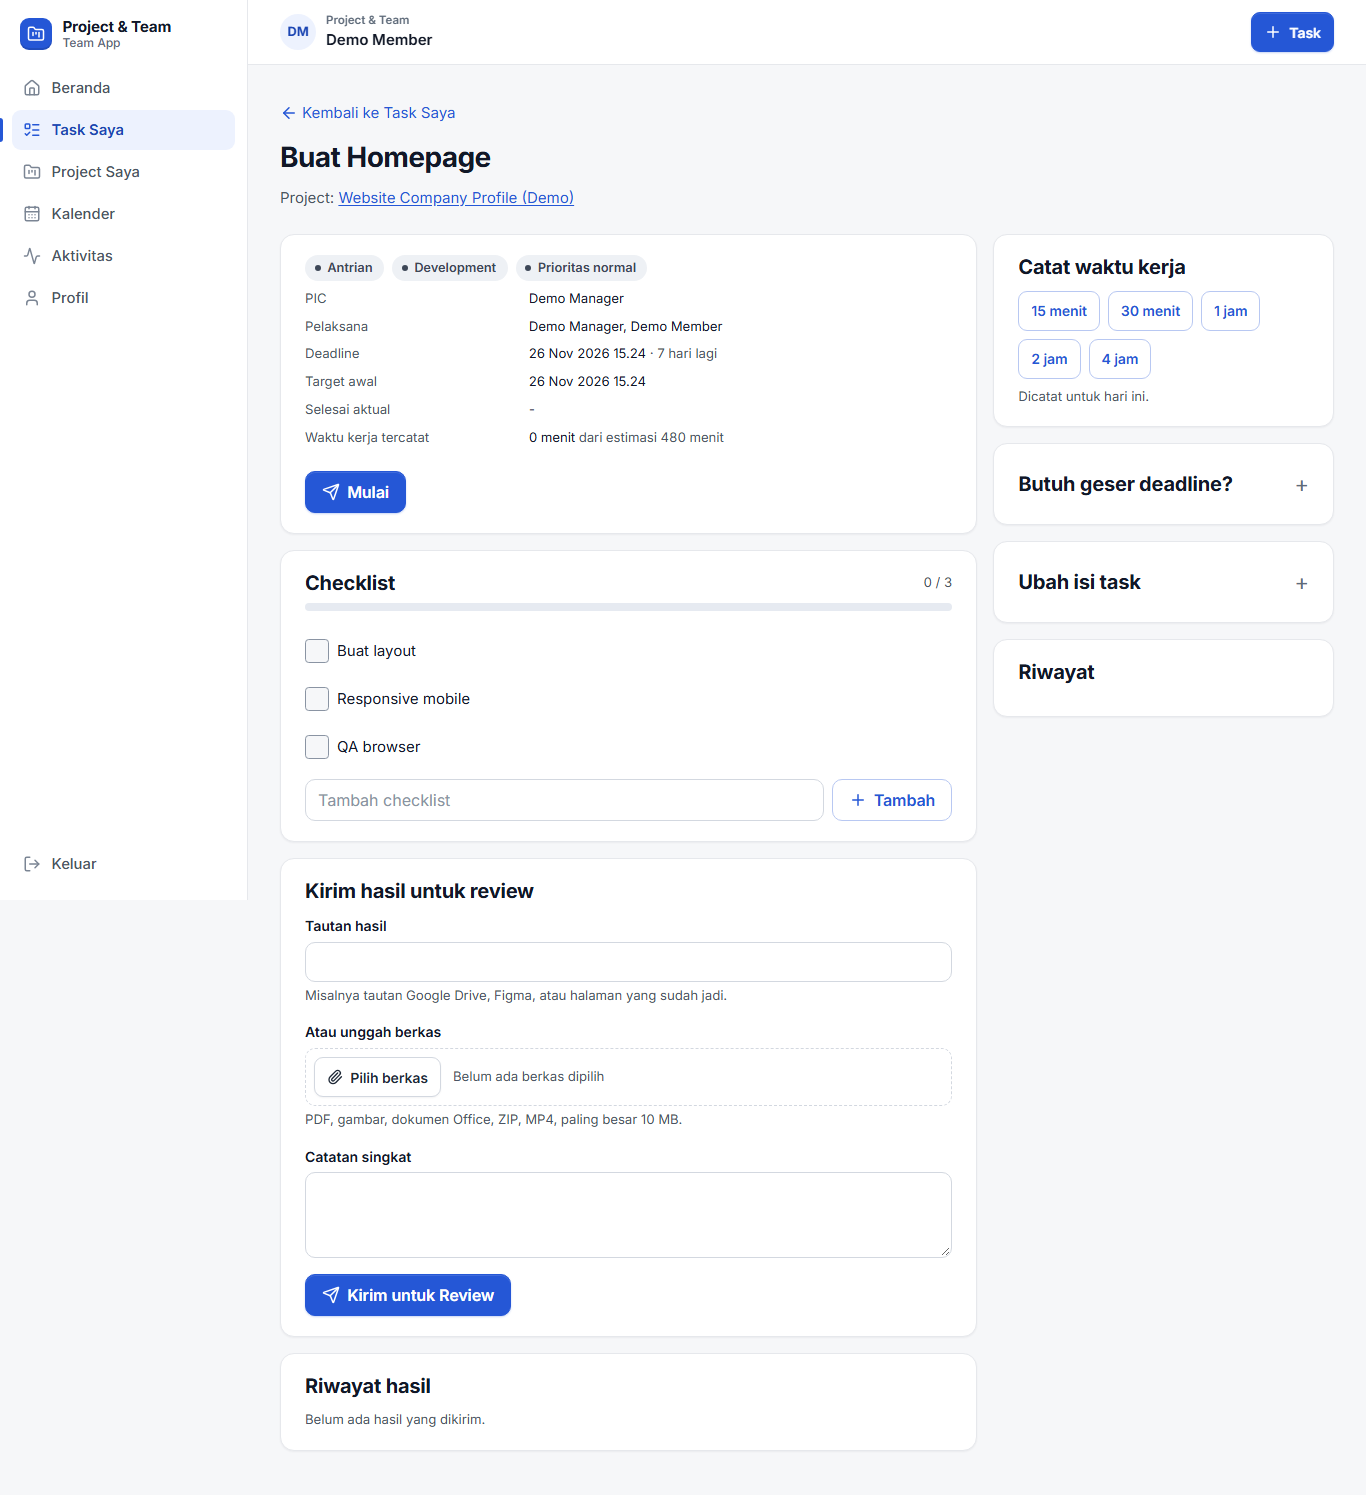 Project & Team
Team App
Beranda
Task Saya
Project Saya
Kalender
Aktivitas
Profil
Keluar
DM
Project & Team
Demo Member
Task
Kembali ke Task Saya
Buat Homepage
Project: Website Company Profile (Demo)
Antrian
Development
Prioritas normal
PIC
Demo Manager
Pelaksana
Demo Manager, Demo Member
Deadline
26 Nov 2026 15.24 · 7 hari lagi
Target awal
26 Nov 2026 15.24
Selesai aktual
-
Waktu kerja tercatat
0 menit dari estimasi 480 menit
Mulai
Checklist
0 / 3
Buat layout
Responsive mobile
QA browser
Tambah checklist
Tambah
Kirim hasil untuk review
Tautan hasil
Misalnya tautan Google Drive, Figma, atau halaman yang sudah jadi.
Atau unggah berkas
Pilih berkas
Belum ada berkas dipilih
PDF, gambar, dokumen Office, ZIP, MP4, paling besar 10 MB.
Catatan singkat
Kirim untuk Review
Riwayat hasil
Belum ada hasil yang dikirim.
Catat waktu kerja
15 menit
30 menit
1 jam
2 jam
4 jam
Dicatat untuk hari ini.
Butuh geser deadline?
+
Ubah isi task
+
Riwayat